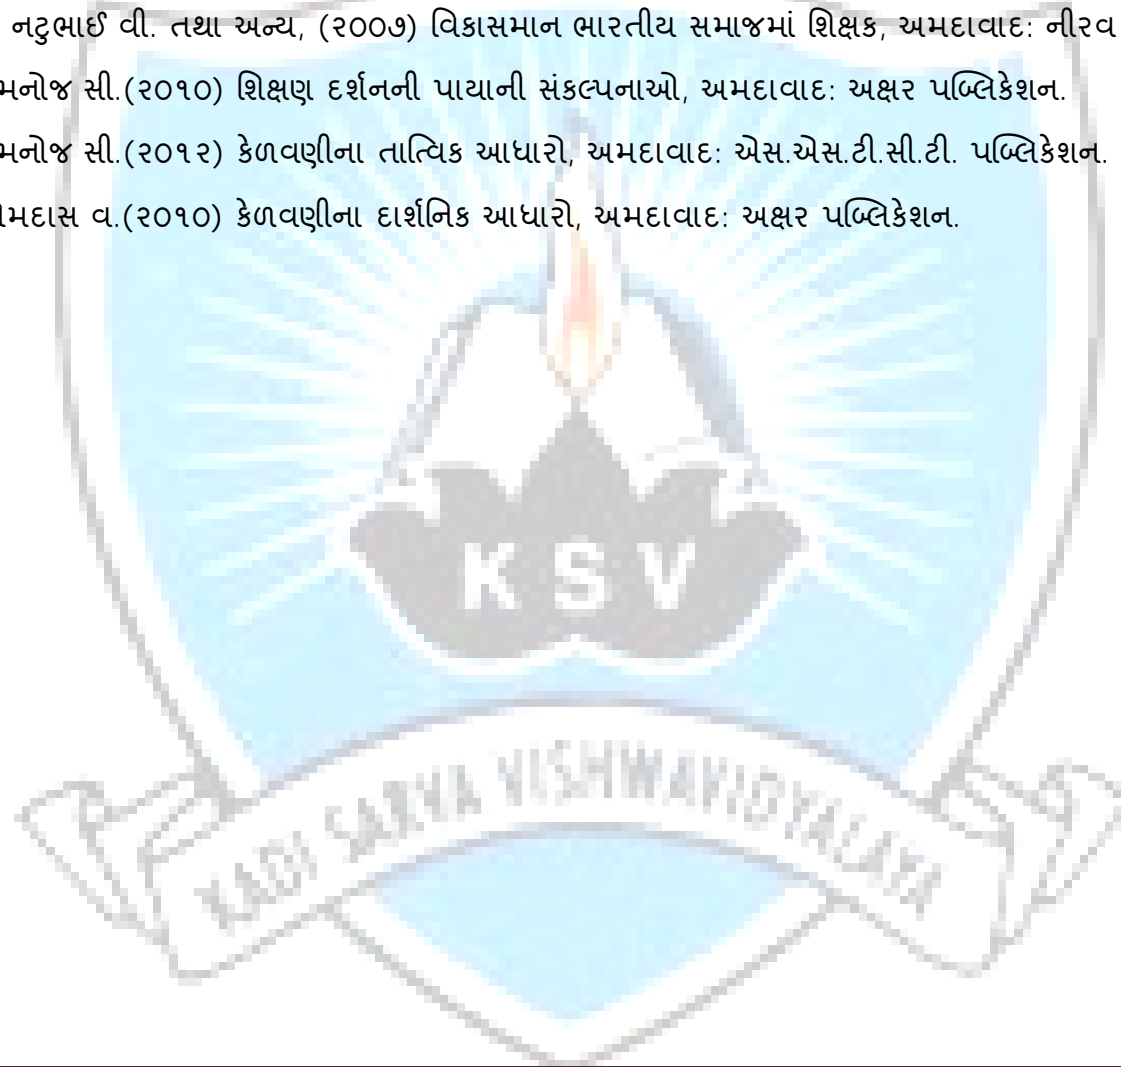 નટુભાઈ વી. તથા અન્ય, (૨૦૦૭) વિકાસમાન ભારતીય સમાજમાં શિક્ષક, અમદાવાદ: નીરવ
મનોજ સી.(૨૦૧૦) શિક્ષણ દર્શનની પાયાની સંકલ્પનાઓ, અમદાવાદ: અક્ષર પબ્લિકેશન.
મનોજ સી.(૨૦૧૨) કેળવણીના તાત્વિક આધારો, અમદાવાદ: એસ.એસ.ટી.સી.ટી. પબ્લિકેશન.
વ.(૨૦૧૦) કેળવણીના દાર્શનિક આધારો, અમદાવાદ: અક્ષર પબ્લિકેશન.
KSV
KADI SARVA VISHWAVIDYALAYA